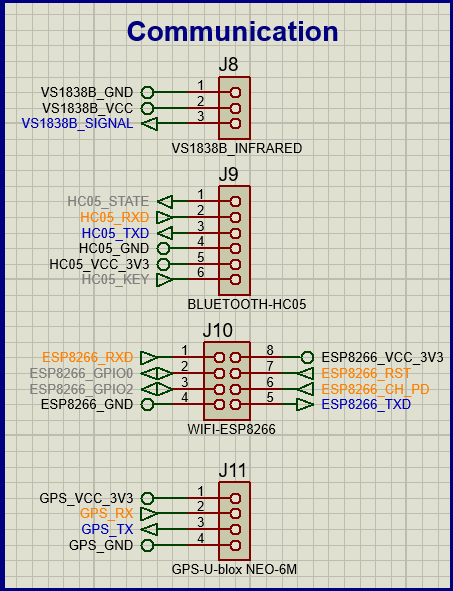 Communication
J8
VS1838B_GND 1
VS1838B_VCC 2
VS1838B_SIGNAL 3
VS1838B_INFRARED
J9
HC05_STATE 1
HC05_RXD 2
HC05_TXD 3
HC05_GND 4
HC05_VCC_3V3 5
HC05_KEY 6
BLUETOOTH-HC05
J10
ESP8266_RXD 1 8 ESP8266_VCC_3V3
ESP8266_GPIO0 2 7 ESP8266_RST
ESP8266_GPIO2 3 6 ESP8266_CH_PD
ESP8266_GND 4 5 ESP8266_TXD
WIFI-ESP8266
J11
GPS_VCC_3V3 1
GPS_RX 2
GPS_TX 3
GPS_GND 4
GPS-U-blox NEO-6M